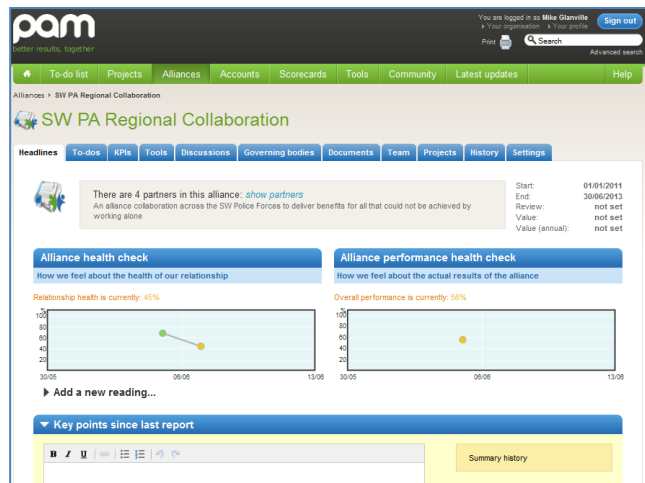 pam
better results, together
You are logged in as Mike Glanville
Your organisation Your profile
Sign out
Print
Search
Advanced search
To-do list Projects Alliances Accounts Scorecards Tools Community Latest updates Help
Alliances SW PA Regional Collaboration
SW PA Regional Collaboration
Headlines To-dos KPIs Tools Discussions Governing bodies Documents Team Projects History Settings
There are 4 partners in this alliance: show partners
An alliance collaboration across the SW Police Forces to deliver benefits for all that could not be achieved by
working alone
Start: 01/01/2011
End: 30/06/2013
Review: not set
Value: not set
Value (annual): not set
Alliance health check
How we feel about the health of our relationship
Relationship health is currently: 45%
%
100
80
60
40
20
30/05 06/06 13/06
Add a new reading...
Alliance performance health check
How we feel about the actual results of the alliance
Overall performance is currently: 56%
%
100
80
60
40
20
30/05 06/06 13/06
Key points since last report
B I U
Summary history